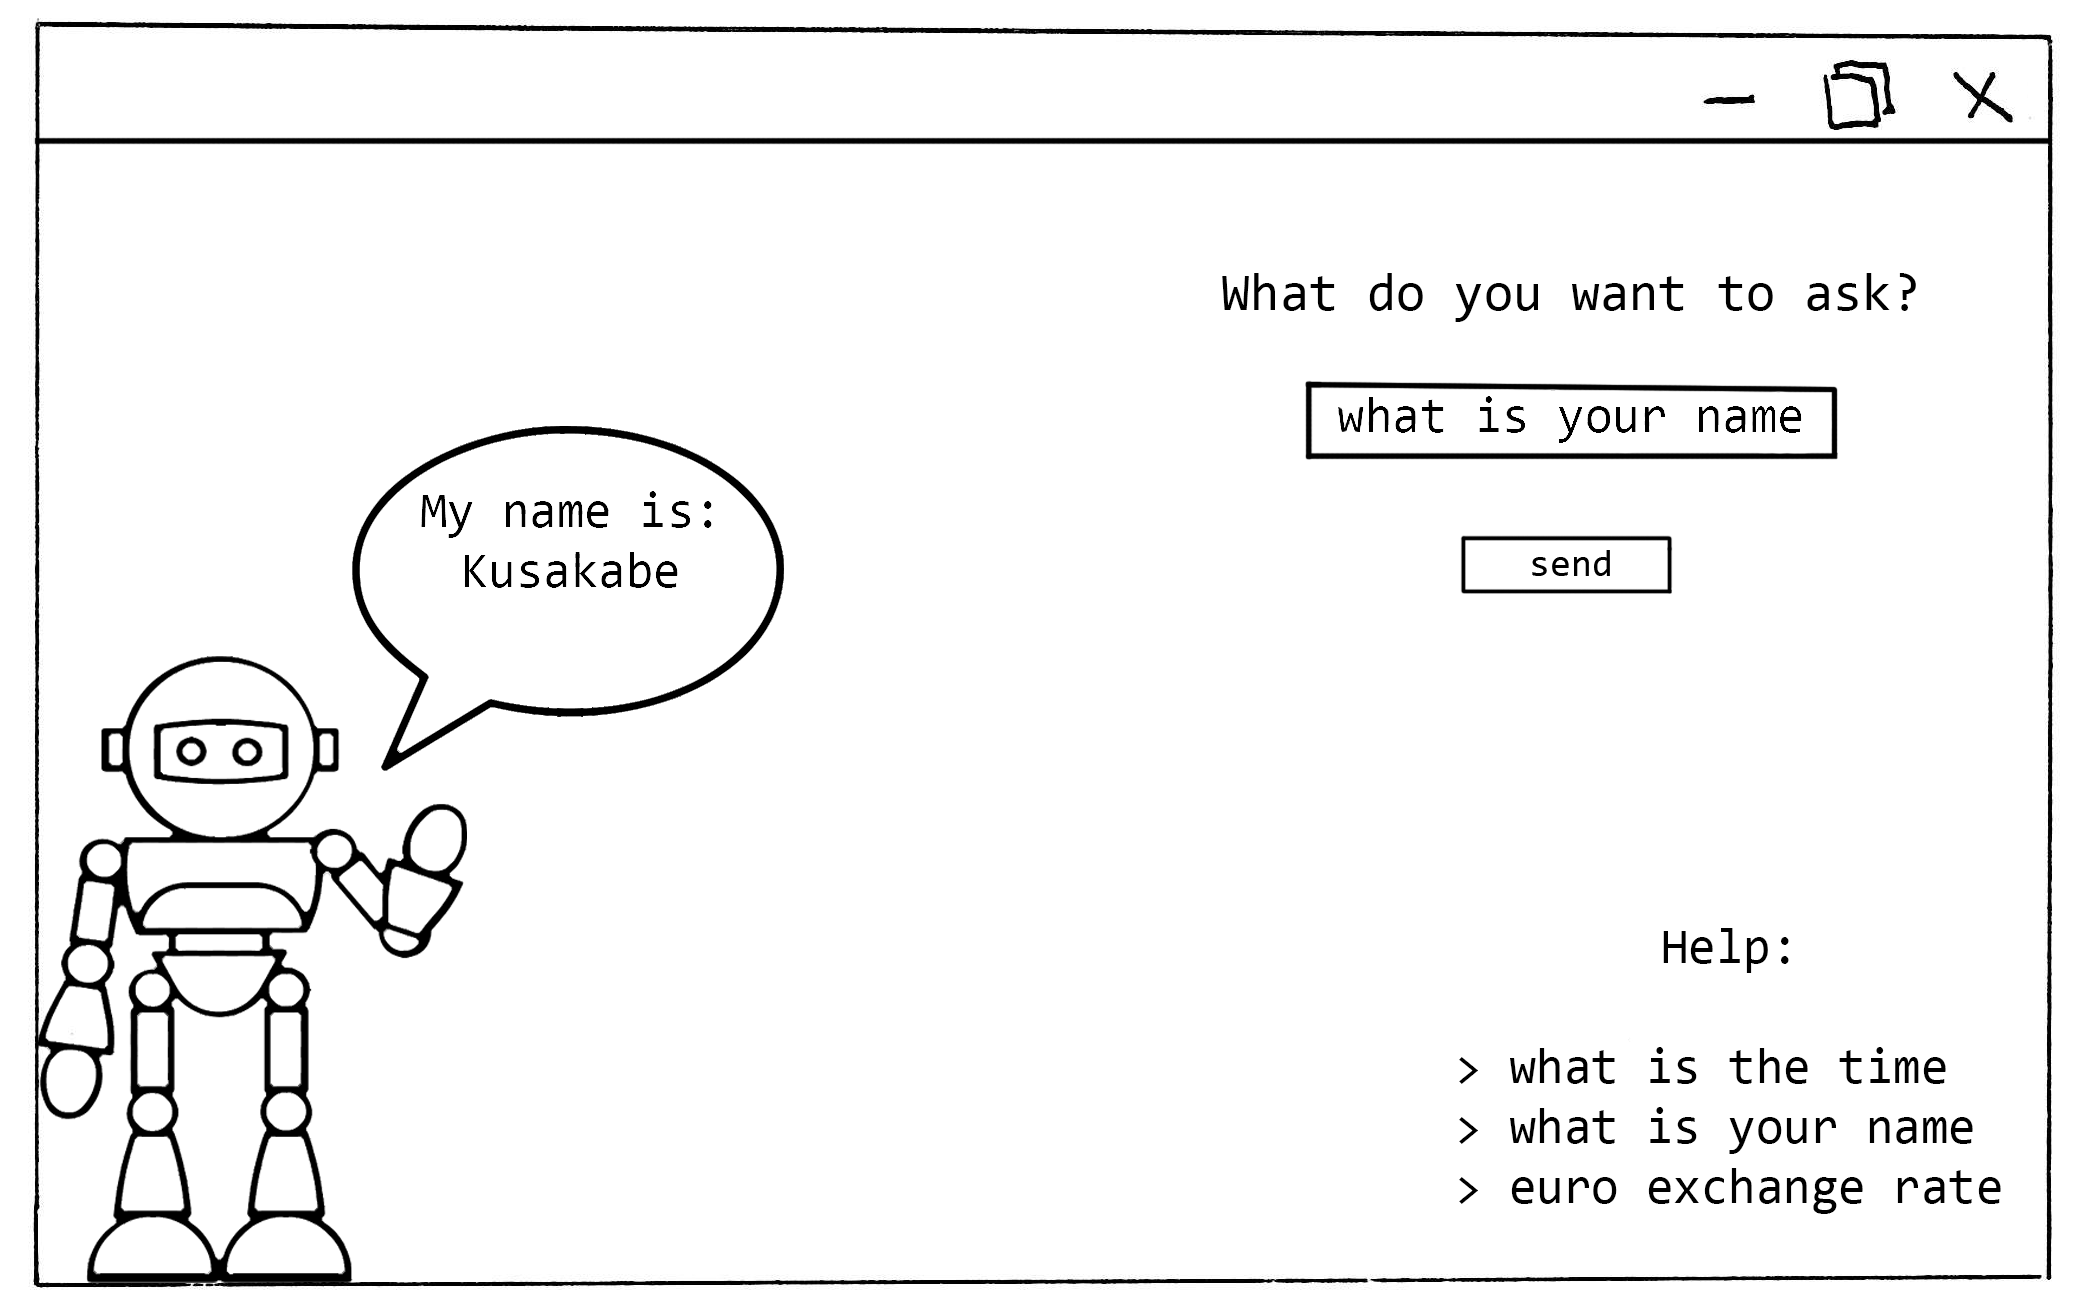 What do you want to ask?
what is your name
send
My name is:
Kusakabe
Help:
> what is the time
> what is your name
> euro exchange rate